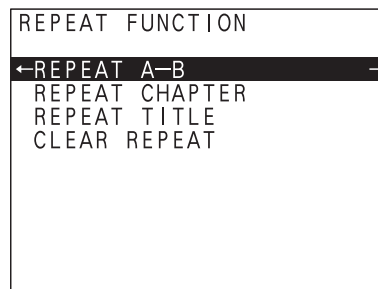 REPEAT FUNCTION
←REPEAT A—B
REPEAT CHAPTER
REPEAT TITLE
CLEAR REPEAT